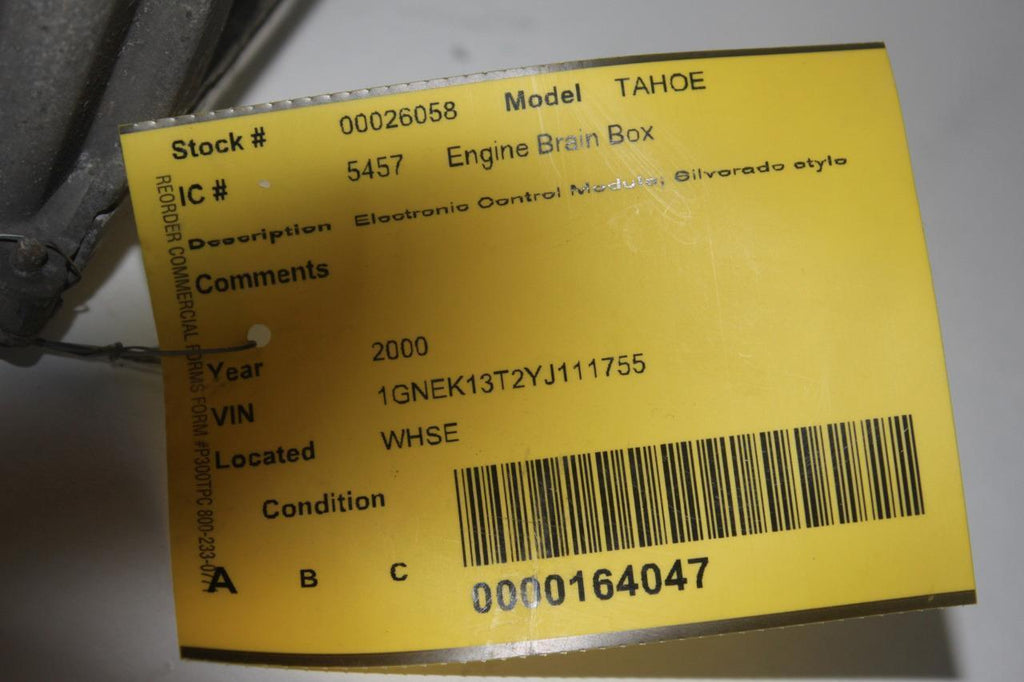 Stock # 00026058 Model TAHOE
IC # 5457 Engine Brain Box
Description Electronic Control Module; Silverado style
Comments
Year 2000
VIN 1GNEK13T2YJ111755
Located WHSE
Condition
A B C
0000164047
REORDER COMMERCIAL FORMS FORM #P300TPC 800-233-07